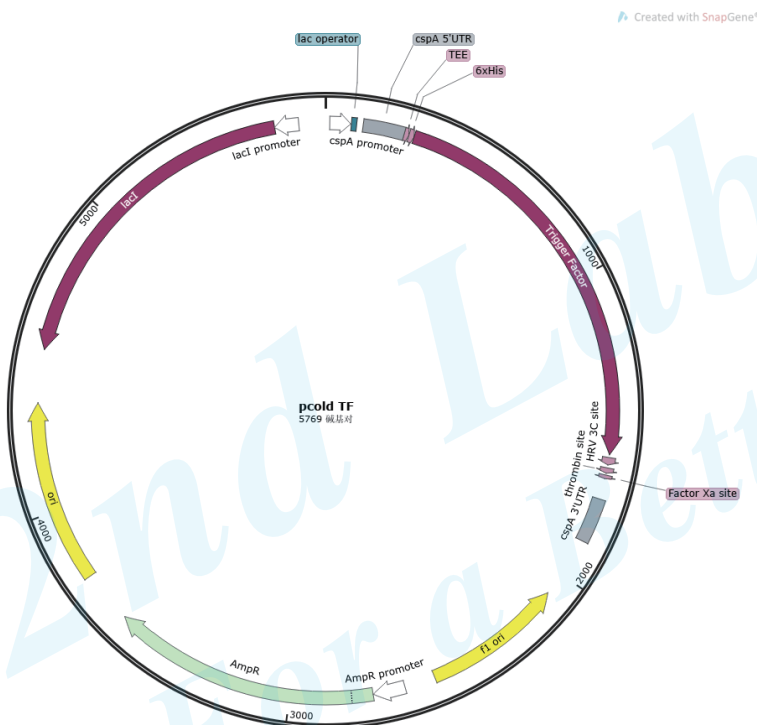 Created with SnapGene®
lac operator
cspA 5'UTR
TEE
6xHis
lacI promoter
cspA promoter
lacI
5000
Trigger Factor
1000
pcold TF
5769 碱基对
HRV 3C site
thrombin site
Factor Xa site
cspA 3'UTR
ori
4000
2000
f1 ori
AmpR
AmpR promoter
3000
2nd Lab
For a Bett